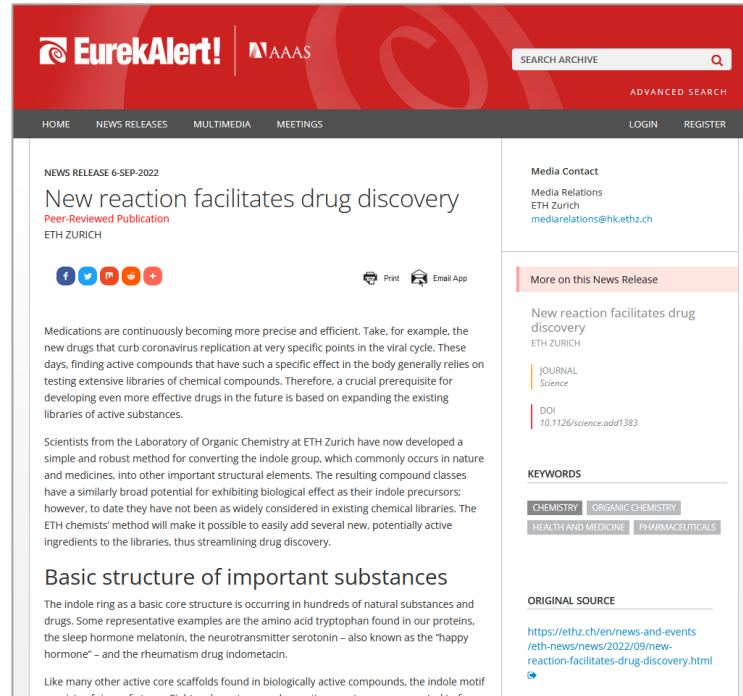 EurekAlert!
AAAS
SEARCH ARCHIVE
ADVANCED SEARCH
HOME NEWS RELEASES MULTIMEDIA MEETINGS
LOGIN REGISTER
NEWS RELEASE 6-SEP-2022
New reaction facilitates drug discovery
Peer-Reviewed Publication
ETH ZURICH
Print Email App
Medications are continuously becoming more precise and efficient. Take, for example, the
new drugs that curb coronavirus replication at very specific points in the viral cycle. These
days, finding active compounds that have such a specific effect in the body generally relies on
testing extensive libraries of chemical compounds. Therefore, a crucial prerequisite for
developing even more effective drugs in the future is based on expanding the existing
libraries of active substances.
Scientists from the Laboratory of Organic Chemistry at ETH Zurich have now developed a
simple and robust method for converting the indole group, which commonly occurs in nature
and medicines, into other important structural elements. The resulting compound classes
have a similarly broad potential for exhibiting biological effect as their indole precursors;
however, to date they have not been as widely considered in existing chemical libraries. The
ETH chemists' method will make it possible to easily add several new, potentially active
ingredients to the libraries, thus streamlining drug discovery.
Basic structure of important substances
The indole ring as a basic core structure is occurring in hundreds of natural substances and
drugs. Some representative examples are the amino acid tryptophan found in our proteins,
the sleep hormone melatonin, the neurotransmitter serotonin – also known as the "happy
hormone" – and the rheumatism drug indometacin.
Like many other active core scaffolds found in biologically active compounds, the indole motif
Media Contact
Media Relations
ETH Zurich
mediarelations@hk.ethz.ch
More on this News Release
New reaction facilitates drug
discovery
ETH ZURICH
JOURNAL
Science
DOI
10.1126/science.add1383
KEYWORDS
CHEMISTRY ORGANIC CHEMISTRY
HEALTH AND MEDICINE PHARMACEUTICALS
ORIGINAL SOURCE
https://ethz.ch/en/news-and-events
/eth-news/news/2022/09/new-
reaction-facilitates-drug-discovery.html